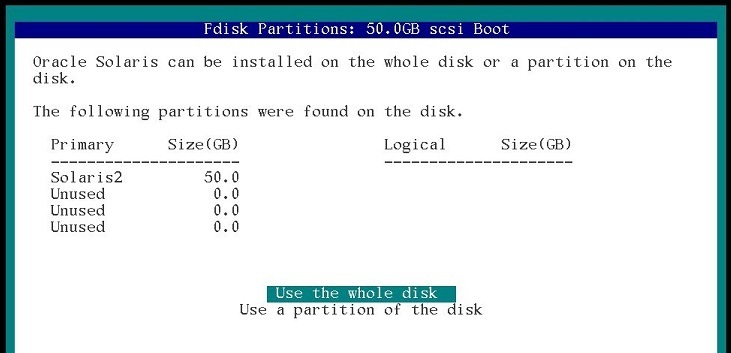 Fdisk Partitions: 50.0GB scsi Boot
Oracle Solaris can be installed on the whole disk or a partition on the
disk.
The following partitions were found on the disk.
Primary Size(GB) Logical Size(GB)
--------------------- ---------------------
Solaris2 50.0
Unused 0.0
Unused 0.0
Unused 0.0
Use the whole disk
Use a partition of the disk